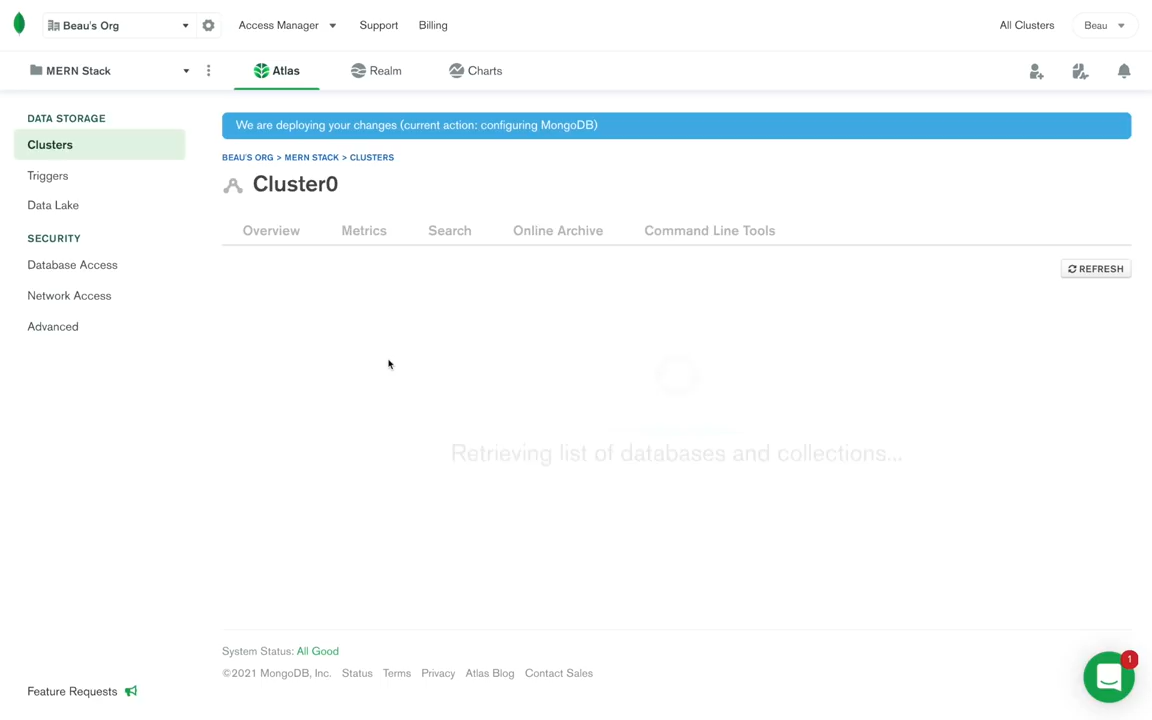 Beau's Org
Access Manager
Support
Billing
All Clusters
Beau
MERN Stack
Atlas
Realm
Charts
DATA STORAGE
Clusters
Triggers
Data Lake
SECURITY
Database Access
Network Access
Advanced
Feature Requests
We are deploying your changes (current action: configuring MongoDB)
BEAU'S ORG > MERN STACK > CLUSTERS
Cluster0
Overview
Metrics
Search
Online Archive
Command Line Tools
REFRESH
Retrieving list of databases and collections...
System Status: All Good
©2021 MongoDB, Inc. Status Terms Privacy Atlas Blog Contact Sales
1